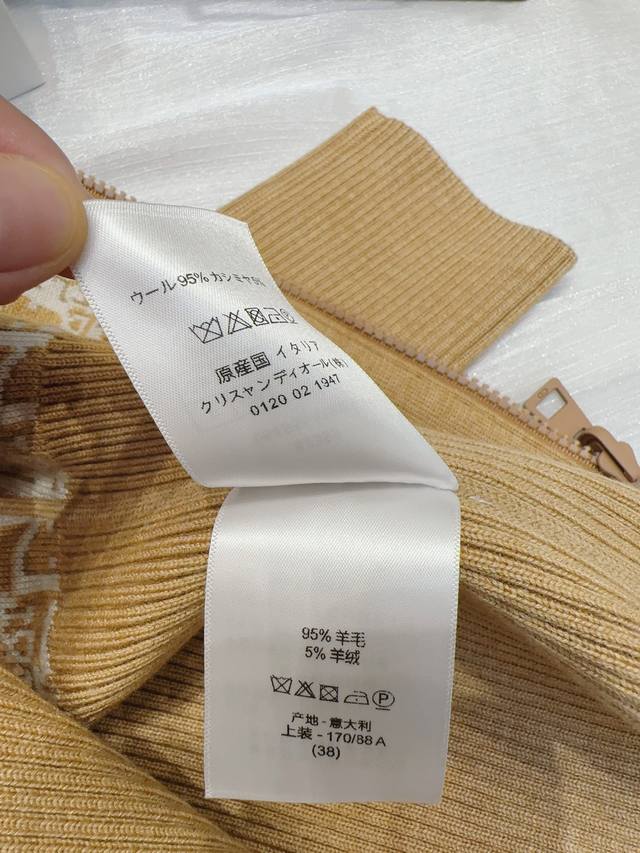 ウール95% カシミヤ5%
原産国 イタリア
クリスャンディオール(株)
0120 02 1947
95% 羊毛
5% 羊绒
产地 - 意大利
上装 - 170/88 A
(38)